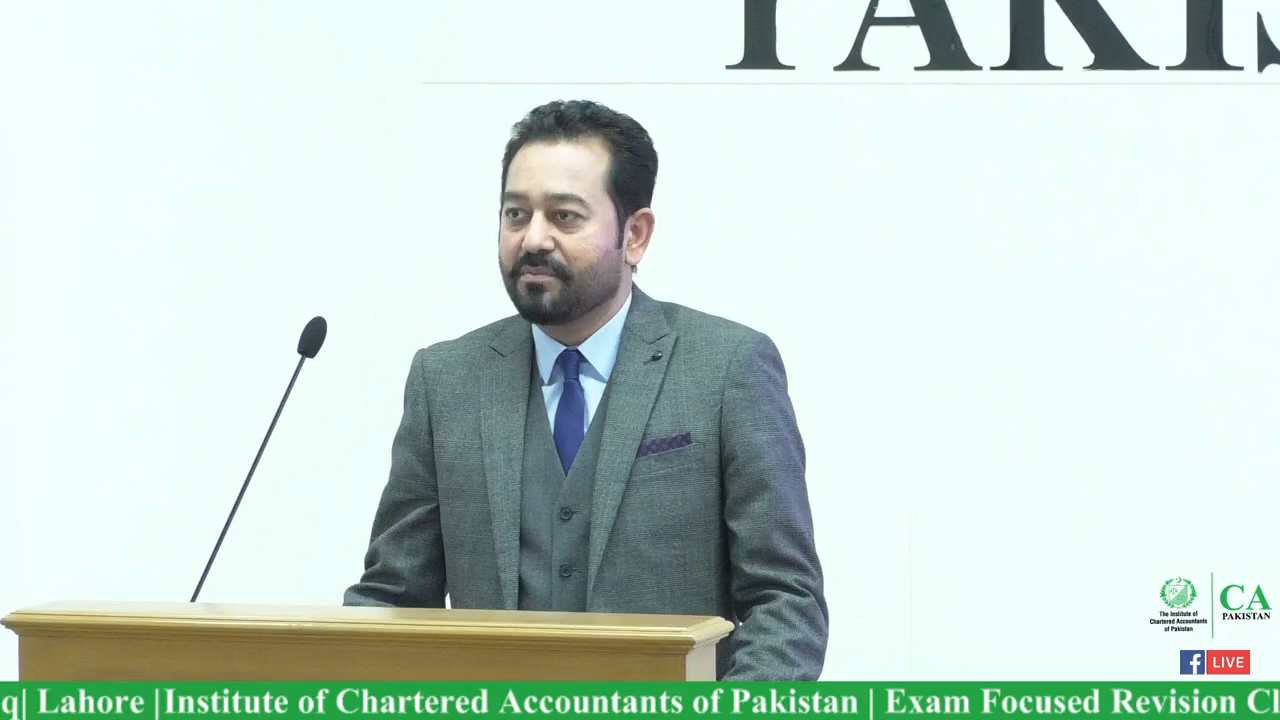 PAKIS
The Institute of
Chartered Accountants
of Pakistan
CA
PAKISTAN
f LIVE
q| Lahore |Institute of Chartered Accountants of Pakistan | Exam Focused Revision Cl